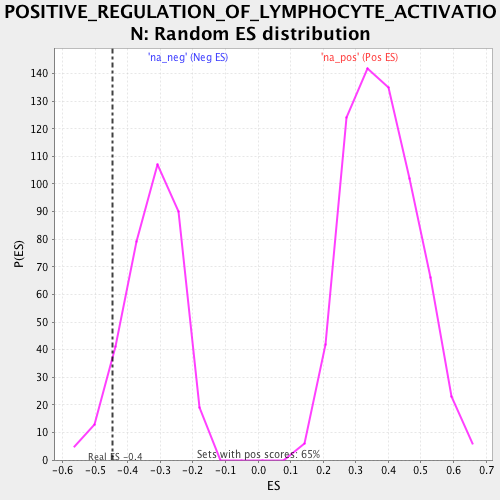 POSITIVE_REGULATION_OF_LYMPHOCYTE_ACTIVATIO
N: Random ES distribution
'na_neg' (Neg ES) 'na_pos' (Pos ES)
140
130
120
110
100
90
80
70
60
50
40
30
20
10
0
P(ES)
Real ES -0.4 Sets with pos scores: 65%
-0.6 -0.5 -0.4 -0.3 -0.2 -0.1 0.0 0.1 0.2 0.3 0.4 0.5 0.6 0.7
ES